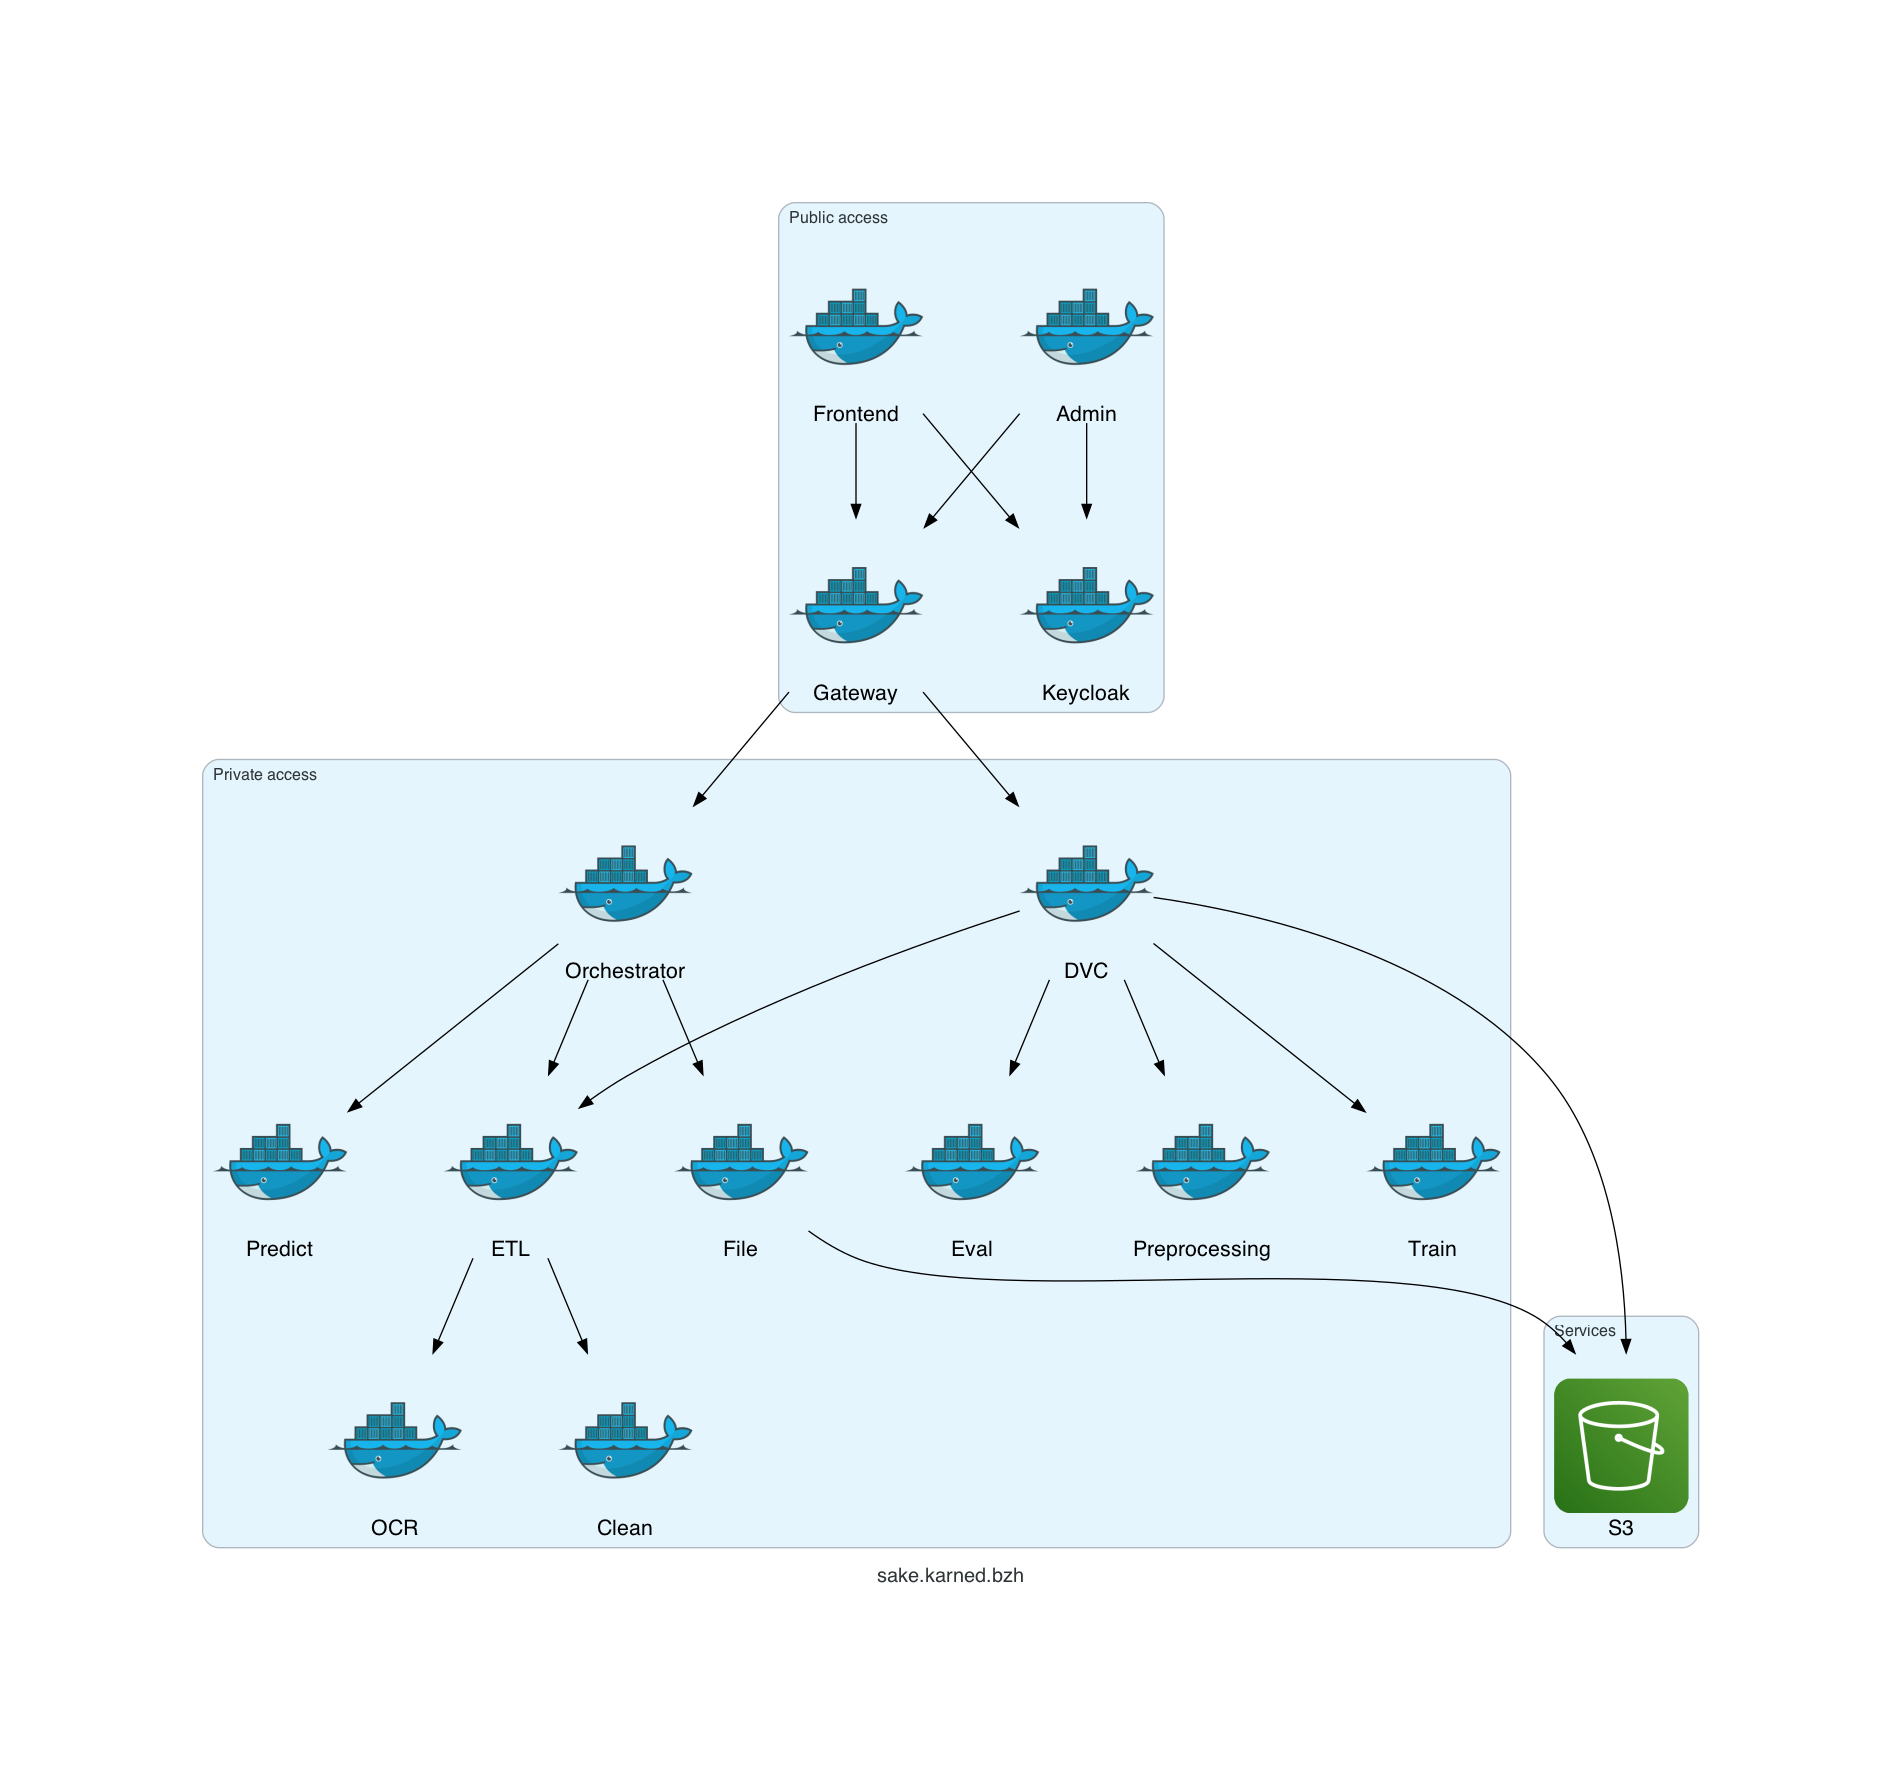 Public access
Frontend
Admin
Gateway
Keycloak
Private access
Orchestrator
DVC
Predict
ETL
File
Eval
Preprocessing
Train
Services
OCR
Clean
S3
sake.karned.bzh